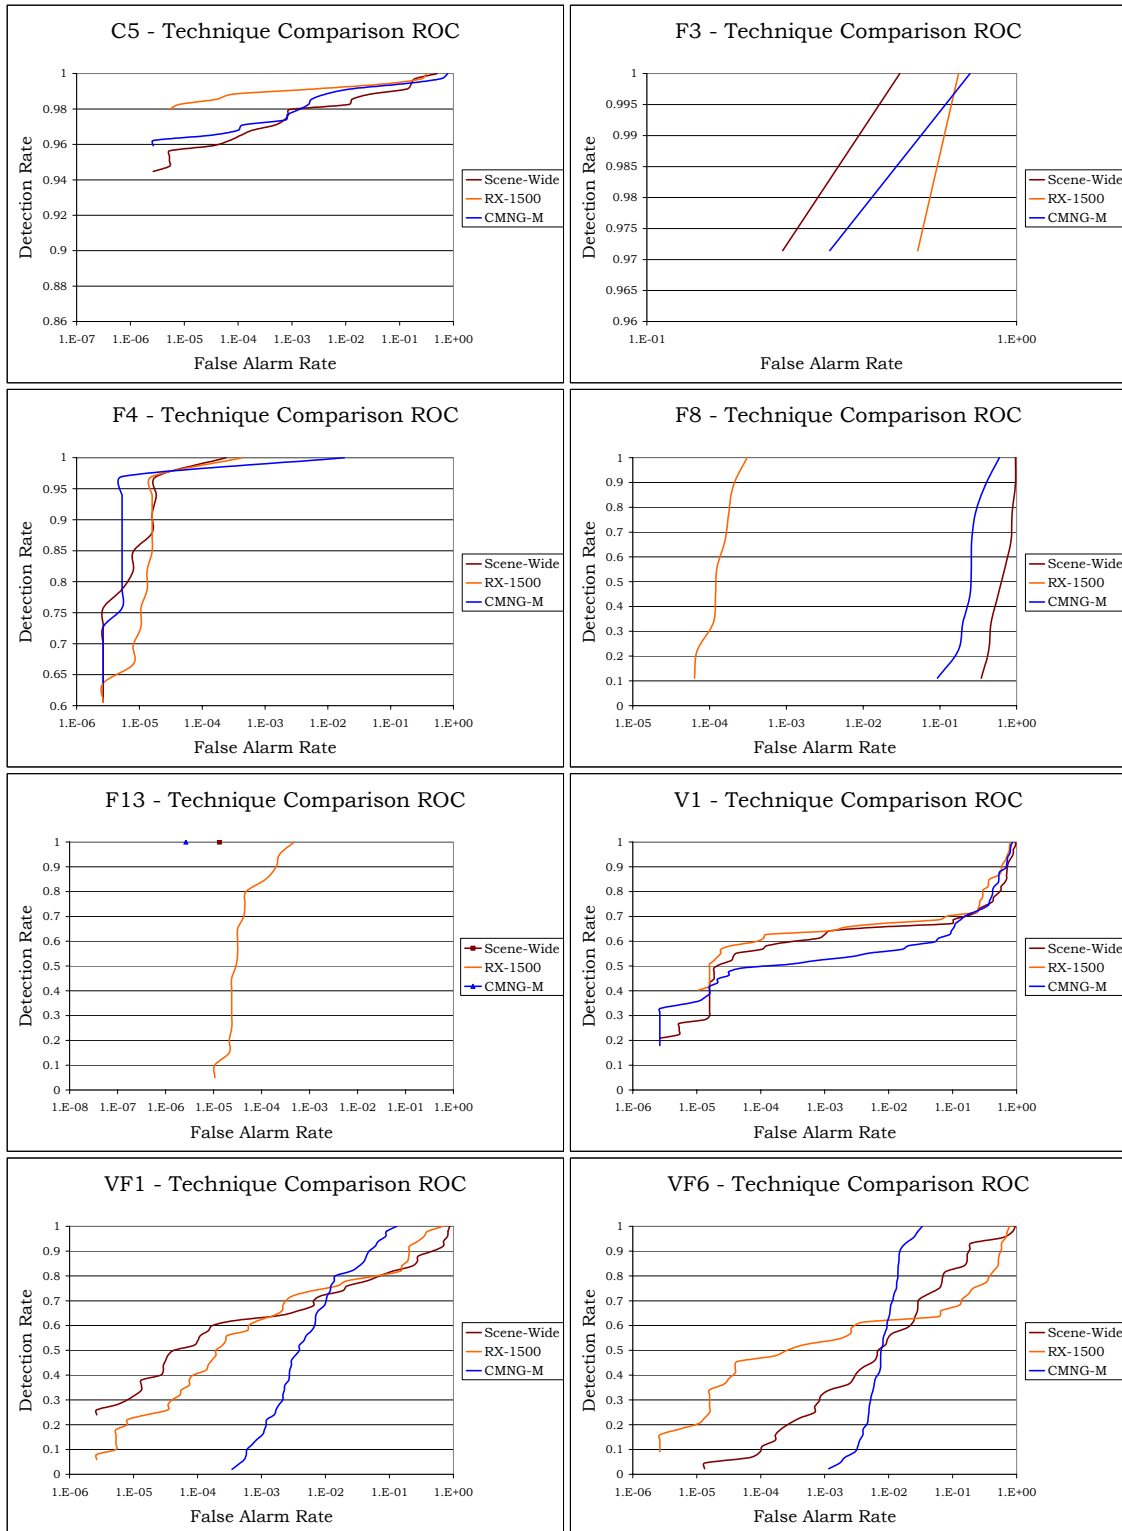 C5 - Technique Comparison ROC
1
0.98
0.96
0.94
0.92
0.9
0.88
0.86
1.E-07 1.E-06 1.E-05 1.E-04 1.E-03 1.E-02 1.E-01 1.E+00
False Alarm Rate
Detection Rate
Scene-Wide
RX-1500
CMNG-M
F3 - Technique Comparison ROC
1
0.995
0.99
0.985
0.98
0.975
0.97
0.965
0.96
1.E-01 1.E+00
False Alarm Rate
Detection Rate
Scene-Wide
RX-1500
CMNG-M
F4 - Technique Comparison ROC
1
0.95
0.9
0.85
0.8
0.75
0.7
0.65
0.6
1.E-06 1.E-05 1.E-04 1.E-03 1.E-02 1.E-01 1.E+00
False Alarm Rate
Detection Rate
Scene-Wide
RX-1500
CMNG-M
F8 - Technique Comparison ROC
1
0.9
0.8
0.7
0.6
0.5
0.4
0.3
0.2
0.1
0
1.E-05 1.E-04 1.E-03 1.E-02 1.E-01 1.E+00
False Alarm Rate
Detection Rate
Scene-Wide
RX-1500
CMNG-M
F13 - Technique Comparison ROC
1
0.9
0.8
0.7
0.6
0.5
0.4
0.3
0.2
0.1
0
1.E-08 1.E-07 1.E-06 1.E-05 1.E-04 1.E-03 1.E-02 1.E-01 1.E+00
False Alarm Rate
Detection Rate
Scene-Wide
RX-1500
CMNG-M
V1 - Technique Comparison ROC
1
0.9
0.8
0.7
0.6
0.5
0.4
0.3
0.2
0.1
0
1.E-06 1.E-05 1.E-04 1.E-03 1.E-02 1.E-01 1.E+00
False Alarm Rate
Detection Rate
Scene-Wide
RX-1500
CMNG-M
VF1 - Technique Comparison ROC
1
0.9
0.8
0.7
0.6
0.5
0.4
0.3
0.2
0.1
0
1.E-06 1.E-05 1.E-04 1.E-03 1.E-02 1.E-01 1.E+00
False Alarm Rate
Detection Rate
Scene-Wide
RX-1500
CMNG-M
VF6 - Technique Comparison ROC
1
0.9
0.8
0.7
0.6
0.5
0.4
0.3
0.2
0.1
0
1.E-06 1.E-05 1.E-04 1.E-03 1.E-02 1.E-01 1.E+00
False Alarm Rate
Detection Rate
Scene-Wide
RX-1500
CMNG-M